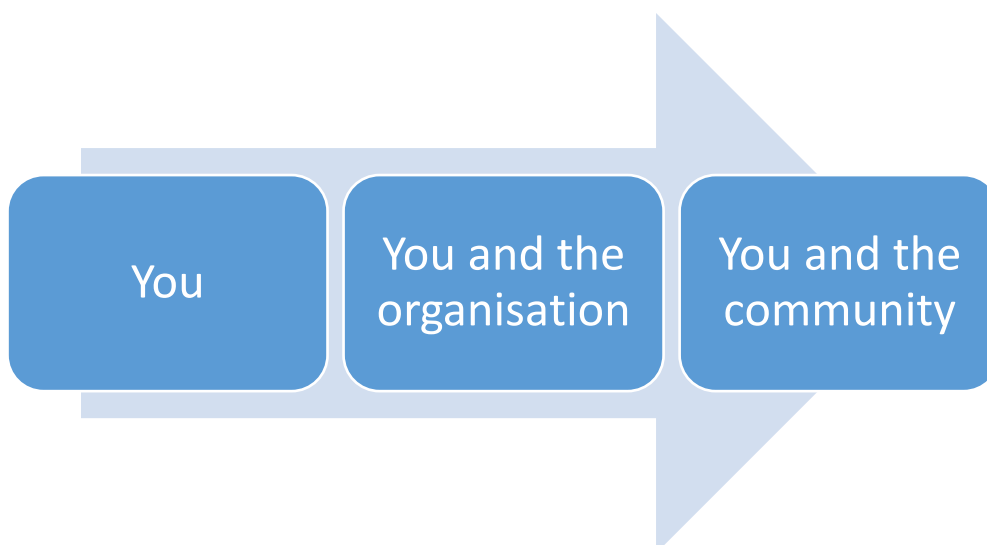 You
You and the
organisation
You and the
community